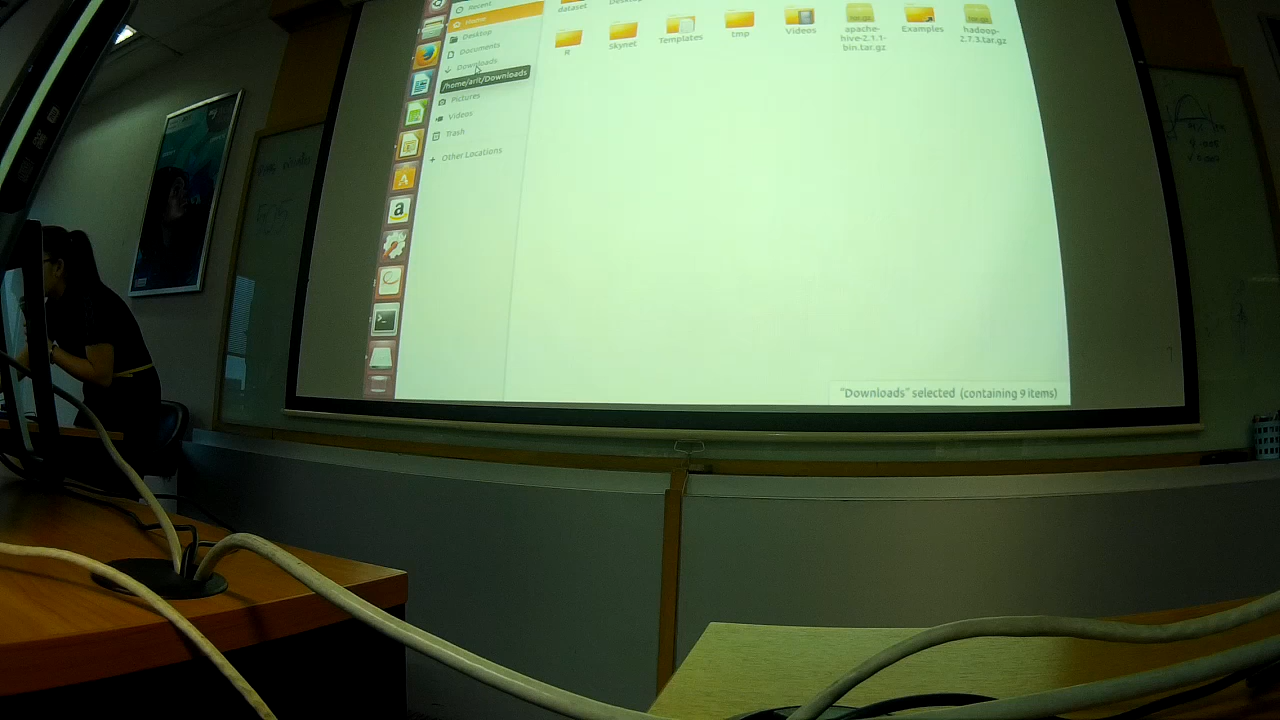 Recent
Home
Desktop
Documents
Downloads
/home/arit/Downloads
Pictures
Videos
Trash
+ Other Locations
dataset
R
Skynet
Templates
tmp
Videos
apache-
hive-2.1.1-
bin.tar.gz
Examples
hadoop-
2.7.3.tar.gz
"Downloads" selected (containing 9 items)